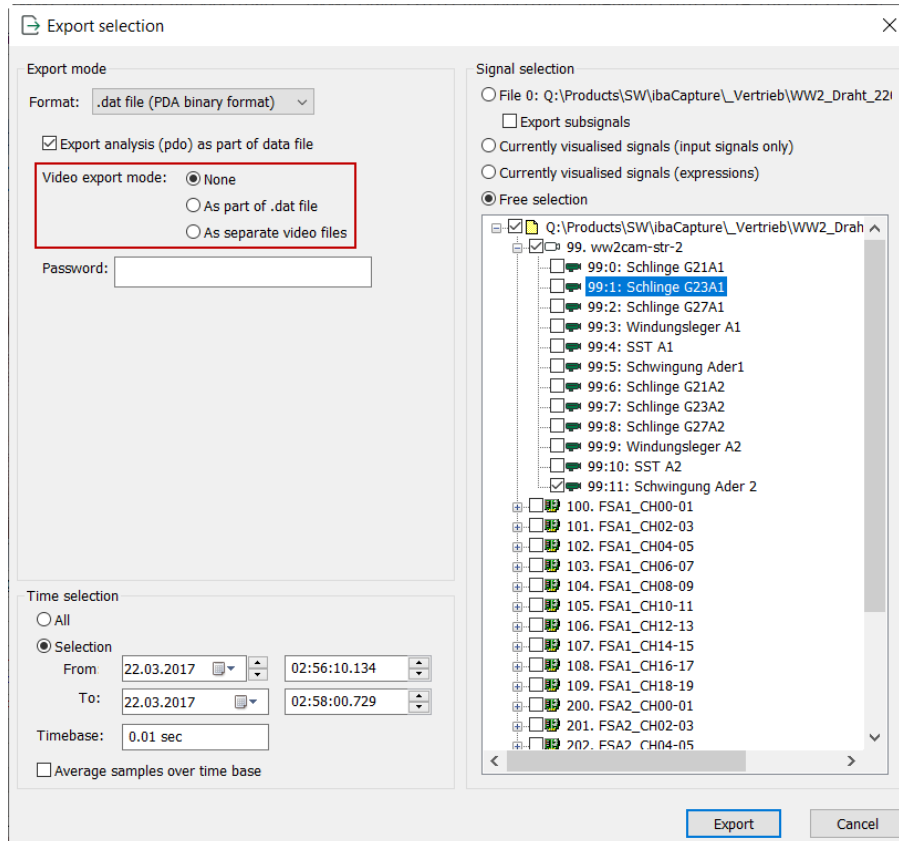 Export selection
Export mode
Format: .dat file (PDA binary format)
Export analysis (pdo) as part of data file
Video export mode: None
As part of .dat file
As separate video files
Password:
Time selection
All
Selection
From 22.03.2017 02:56:10.134
To: 22.03.2017 02:58:00.729
Timebase: 0.01 sec
Average samples over time base
Signal selection
File 0: Q:\Products\SW\ibaCapture\_Vertrieb\WW2_Draht_22
Export subsignals
Currently visualised signals (input signals only)
Currently visualised signals (expressions)
Free selection
Q:\Products\SW\ibaCapture\_Vertrieb\WW2_Drah
99. ww2cam-str-2
99:0: Schlinge G21A1
99:1: Schlinge G23A1
99:2: Schlinge G27A1
99:3: Windungsleger A1
99:4: SST A1
99:5: Schwingung Ader1
99:6: Schlinge G21A2
99:7: Schlinge G23A2
99:8: Schlinge G27A2
99:9: Windungsleger A2
99:10: SST A2
99:11: Schwingung Ader 2
100. FSA1_CH00-01
101. FSA1_CH02-03
102. FSA1_CH04-05
103. FSA1_CH06-07
104. FSA1_CH08-09
105. FSA1_CH10-11
106. FSA1_CH12-13
107. FSA1_CH14-15
108. FSA1_CH16-17
109. FSA1_CH18-19
200. FSA2_CH00-01
201. FSA2_CH02-03
202. FSA2_CH04-05
Export
Cancel